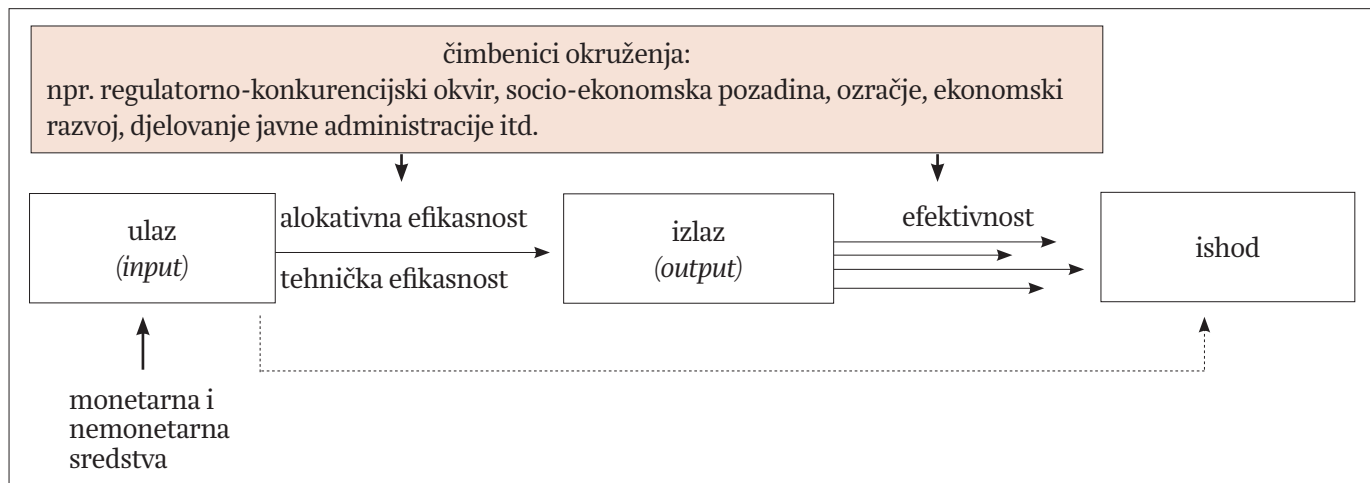 čimbenici okruženja:
npr. regulatorno-konkurencijski okvir, socio-ekonomska pozadina, ozračje, ekonomski
razvoj, djelovanje javne administracije itd.
ulaz
(input)
alokativna efikasnost
tehnička efikasnost
izlaz
(output)
efektivnost
ishod
monetarna i
nemonetarna
sredstva